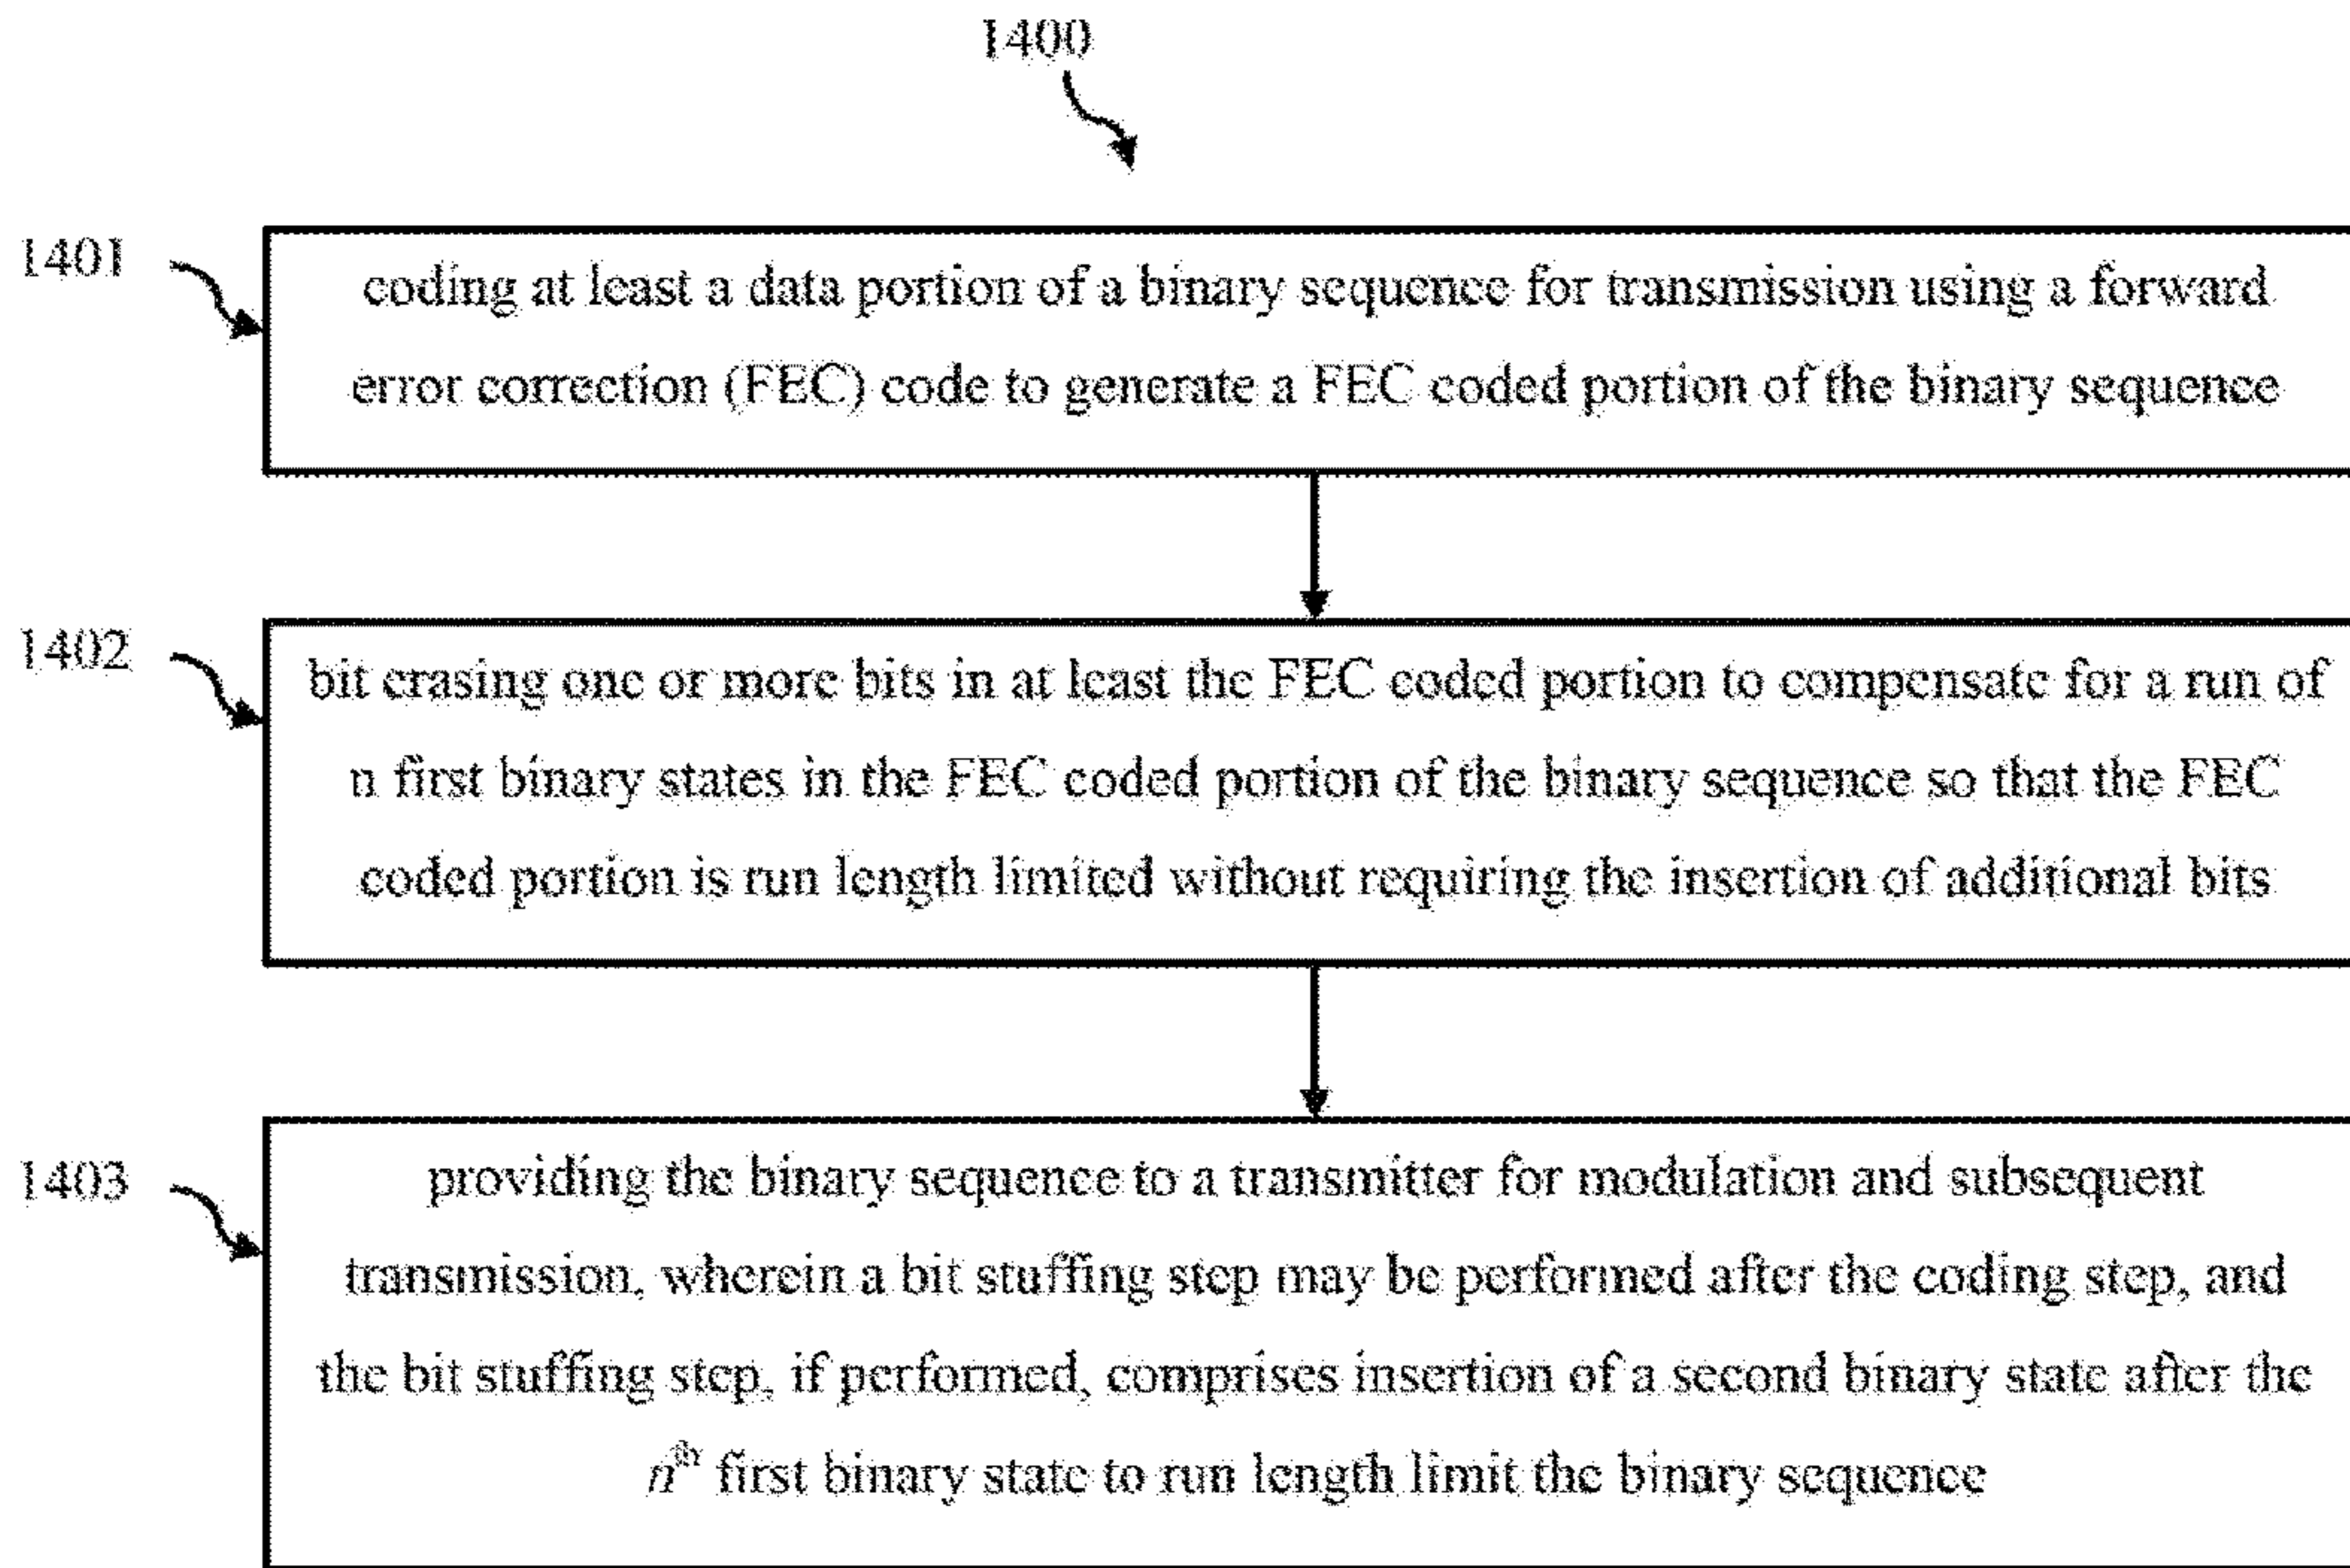 1400
1401
coding at least a data portion of a binary sequence for transmission using a forward
error correction (FEC) code to generate a FEC coded portion of the binary sequence
1402
bit erasing one or more bits in at least the FEC coded portion to compensate for a run of
n first binary states in the FEC coded portion of the binary sequence so that the FEC
coded portion is run length limited without requiring the insertion of additional bits
1403
providing the binary sequence to a transmitter for modulation and subsequent
transmission, wherein a bit stuffing step may be performed after the coding step, and
the bit stuffing step, if performed, comprises insertion of a second binary state after the
nth first binary state to run length limit the binary sequence